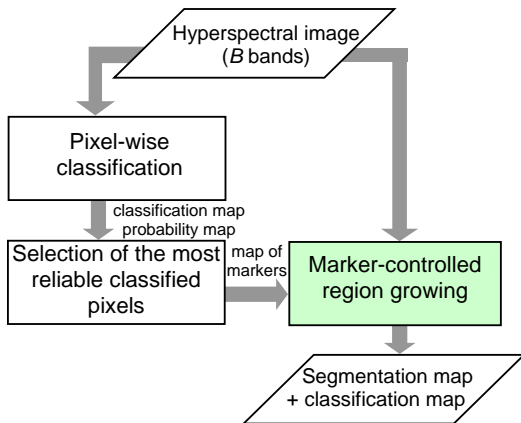 Hyperspectral image
(B bands)
Pixel-wise
classification
classification map
probability map
Selection of the most
reliable classified
pixels
map of
markers
Marker-controlled
region growing
Segmentation map
+ classification map